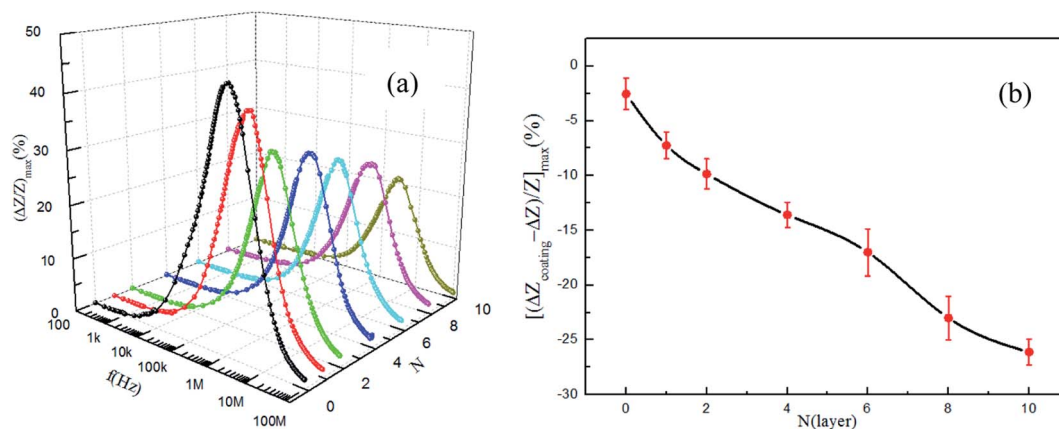 (a)
50
40
30
20
10
0
(ΔZ/Z)max(%)
100
1k
10k
100k
1M
10M
100M
f(Hz)
0
2
4
6
8
10
N
(b)
0
-5
-10
-15
-20
-25
-30
[(ΔZcoating−ΔZ)/Z]max(%)
0 2 4 6 8 10
N(layer)